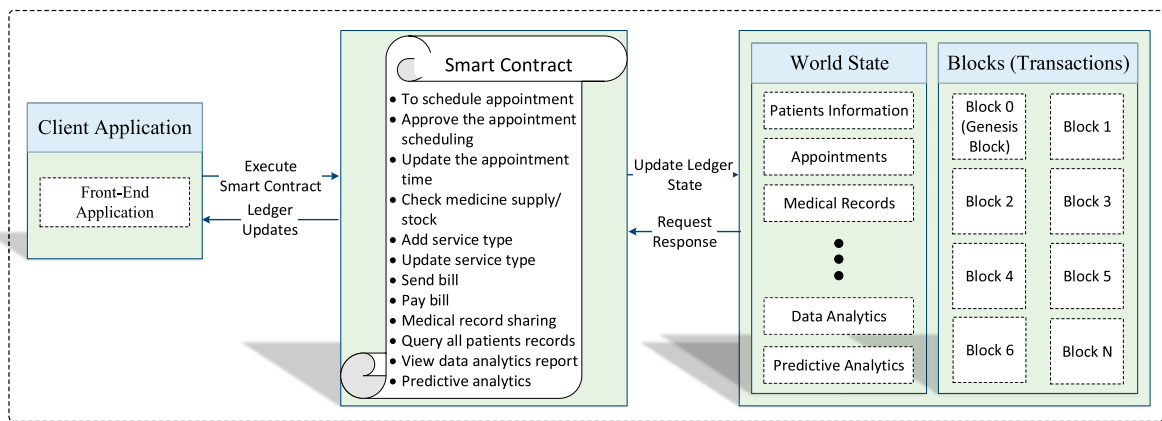 Client Application
Front-End
Application
Execute
Smart Contract
Ledger
Updates
Smart Contract
• To schedule appointment
• Approve the appointment
scheduling
• Update the appointment
time
• Check medicine supply/
stock
• Add service type
• Update service type
• Send bill
• Pay bill
• Medical record sharing
• Query all patients records
• View data analytics report
• Predictive analytics
Update Ledger
State
Request
Response
World State
Patients Information
Appointments
Medical Records
Data Analytics
Predictive Analytics
Blocks (Transactions)
Block 0
(Genesis
Block)
Block 1
Block 2
Block 3
Block 4
Block 5
Block 6
Block N